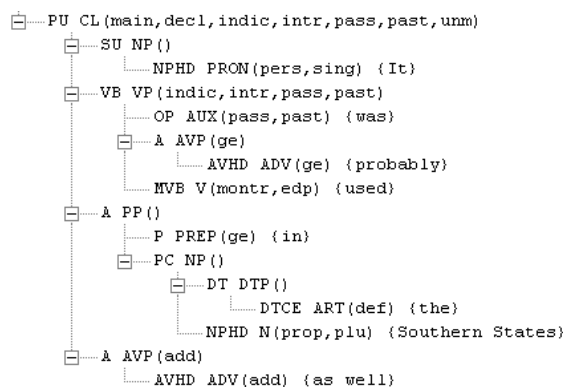 PU CL(main,decl,indic,intr,pass,past,unm)
SU NP()
NPHD PRON(pers,sing) {It}
VB VP(indic,intr,pass,past)
OP AUX(pass,past) {was}
A AVP(ge)
AVHD ADV(ge) {probably}
MVB V(montr,edp) {used}
A PP()
P PREP(ge) {in}
PC NP()
DT DTP()
DTCE ART(def) {the}
NPHD N(prop,plu) {Southern States}
A AVP(add)
AVHD ADV(add) {as well}